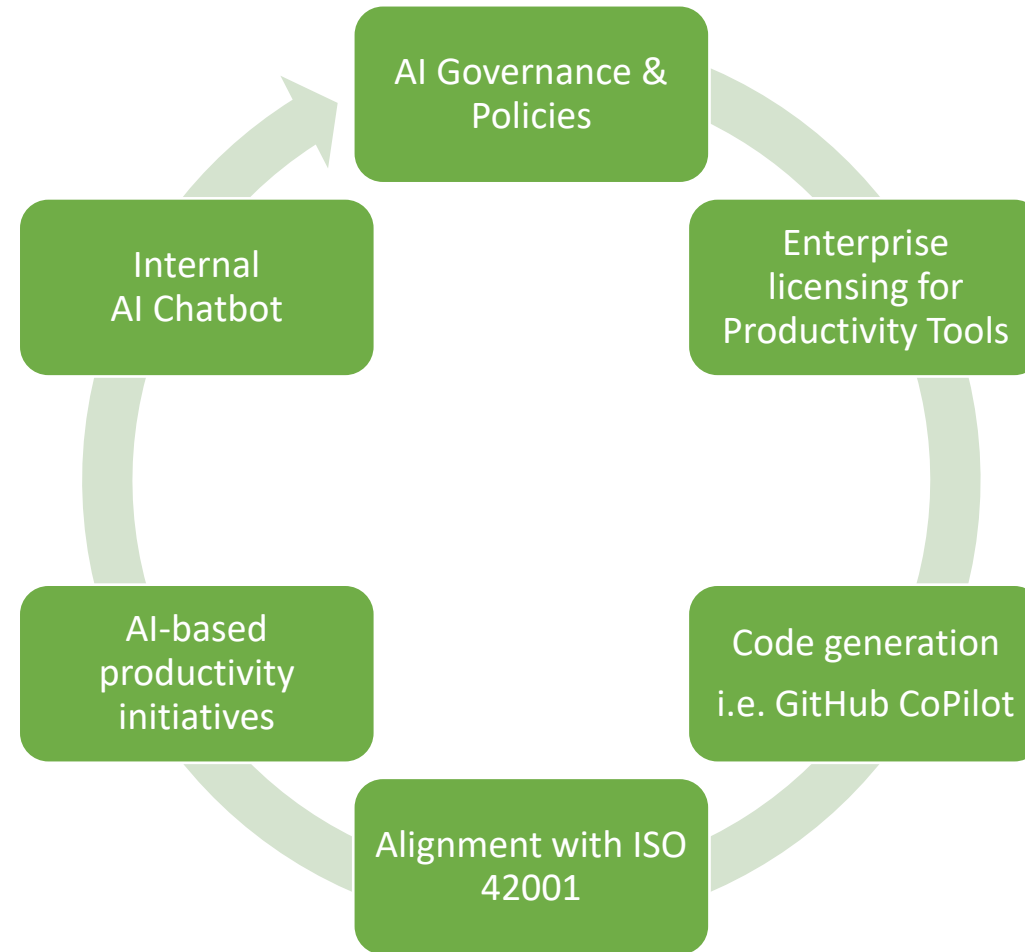 AI Governance &
Policies
Enterprise
licensing for
Productivity Tools
Code generation
i.e. GitHub CoPilot
Alignment with ISO
42001
AI-based
productivity
initiatives
Internal
AI Chatbot